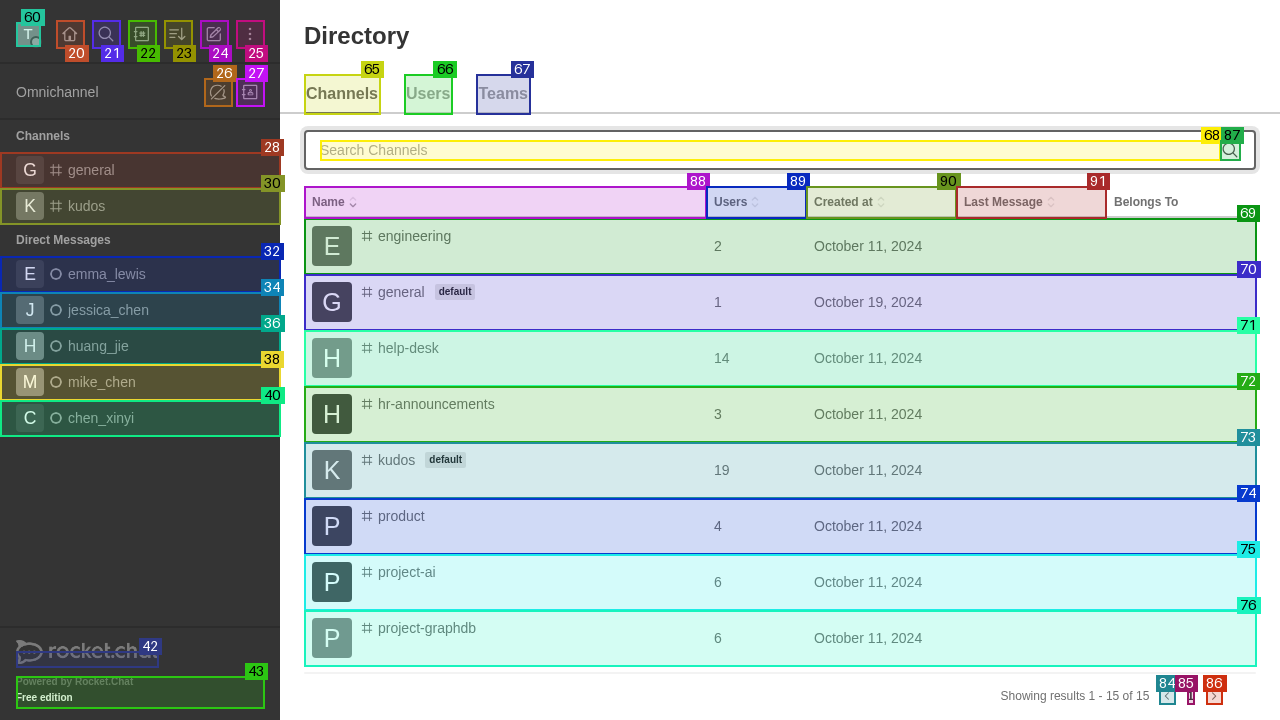 60
T
20 21 22 23 24 25
Directory
Omnichannel
26 27
65 66 67
Channels Users Teams
Channels
28
G general
30
K kudos
Direct Messages
32
E emma_lewis
34
J jessica_chen
36
H huang_jie
38
M mike_chen
40
C chen_xinyi
42
rocket.chat
43
Powered by Rocket.Chat
Free edition
68 87
Search Channels
88 89 90 91
Name Users Created at Last Message Belongs To
69
E engineering 2 October 11, 2024
70
G general default 1 October 19, 2024
71
H help-desk 14 October 11, 2024
72
H hr-announcements 3 October 11, 2024
73
K kudos default 19 October 11, 2024
74
P product 4 October 11, 2024
75
P project-ai 6 October 11, 2024
76
P project-graphdb 6 October 11, 2024
84 85 86
Showing results 1 - 15 of 15 1